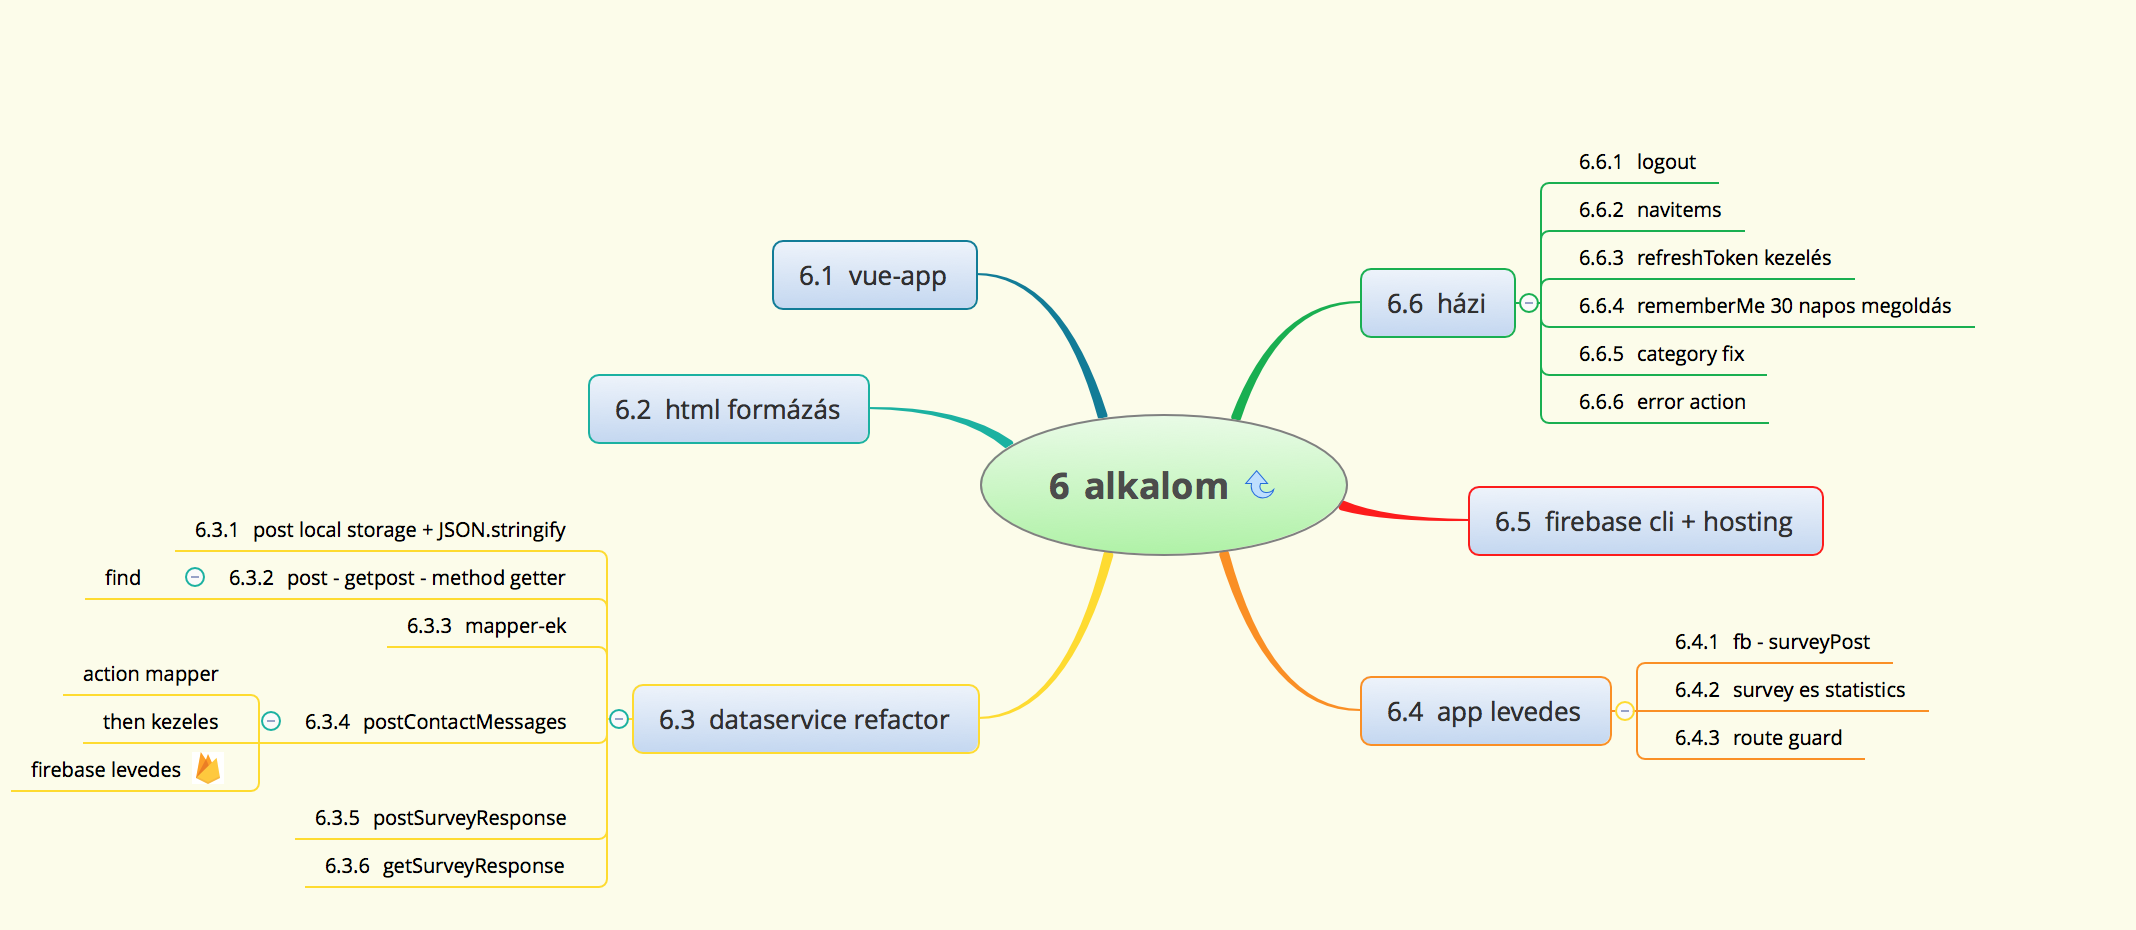 6 alkalom
6.1 vue-app
6.2 html formázás
6.3 dataservice refactor
6.3.1 post local storage + JSON.stringify
6.3.2 post - getpost - method getter
find
6.3.3 mapper-ek
6.3.4 postContactMessages
action mapper
then kezeles
firebase levedes
6.3.5 postSurveyResponse
6.3.6 getSurveyResponse
6.4 app levedes
6.4.1 fb - surveyPost
6.4.2 survey es statistics
6.4.3 route guard
6.5 firebase cli + hosting
6.6 házi
6.6.1 logout
6.6.2 navitems
6.6.3 refreshToken kezelés
6.6.4 rememberMe 30 napos megoldás
6.6.5 category fix
6.6.6 error action